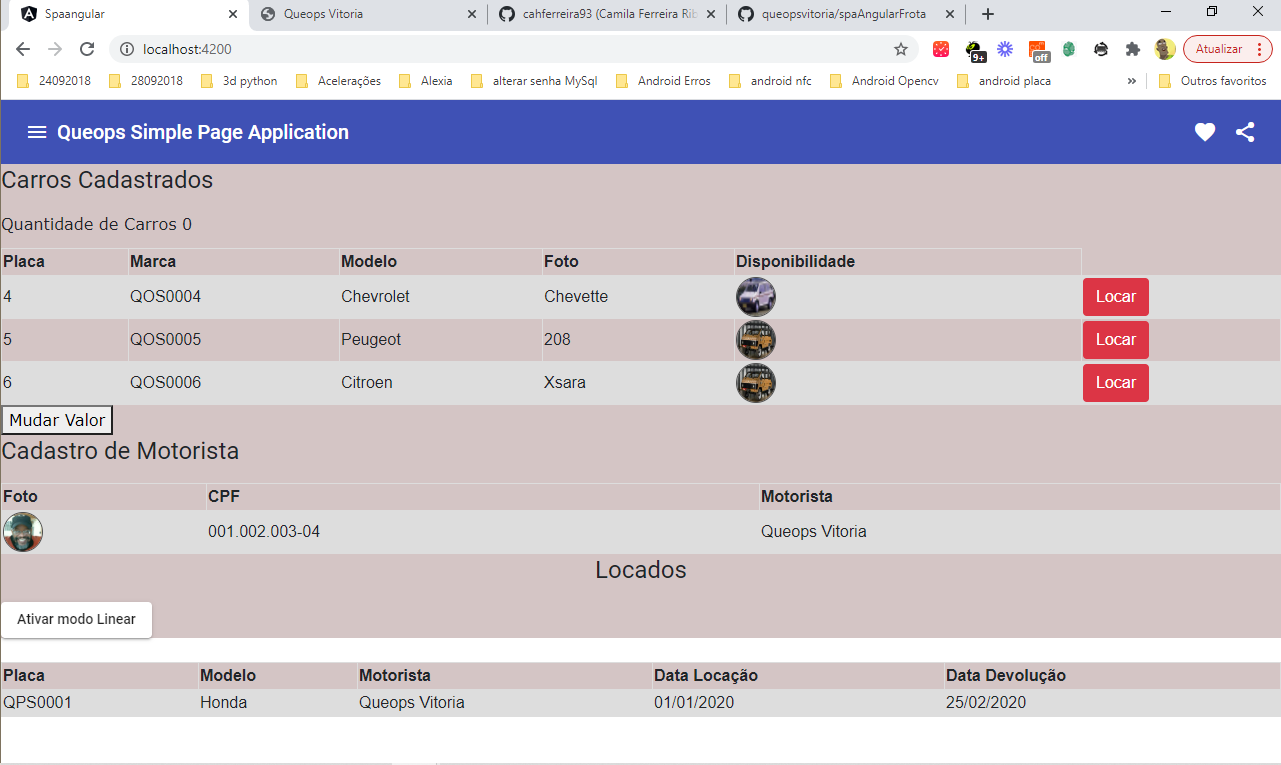 Spaangular
Queops Vitoria
cahferreira93 (Camila Ferreira Rib
queopsvitoria/spaAngularFrota
localhost:4200
9+
off
Atualizar
24092018
28092018
3d python
Acelerações
Alexia
alterar senha MySql
Android Erros
android nfc
Android Opencv
android placa
»
Outros favoritos
Queops Simple Page Application
Carros Cadastrados
Quantidade de Carros 0
Placa Marca Modelo Foto Disponibilidade
4 QOS0004 Chevrolet Chevette Locar
5 QOS0005 Peugeot 208 Locar
6 QOS0006 Citroen Xsara Locar
Mudar Valor
Cadastro de Motorista
Foto CPF Motorista
001.002.003-04 Queops Vitoria
Locados
Ativar modo Linear
Placa Modelo Motorista Data Locação Data Devolução
QPS0001 Honda Queops Vitoria 01/01/2020 25/02/2020